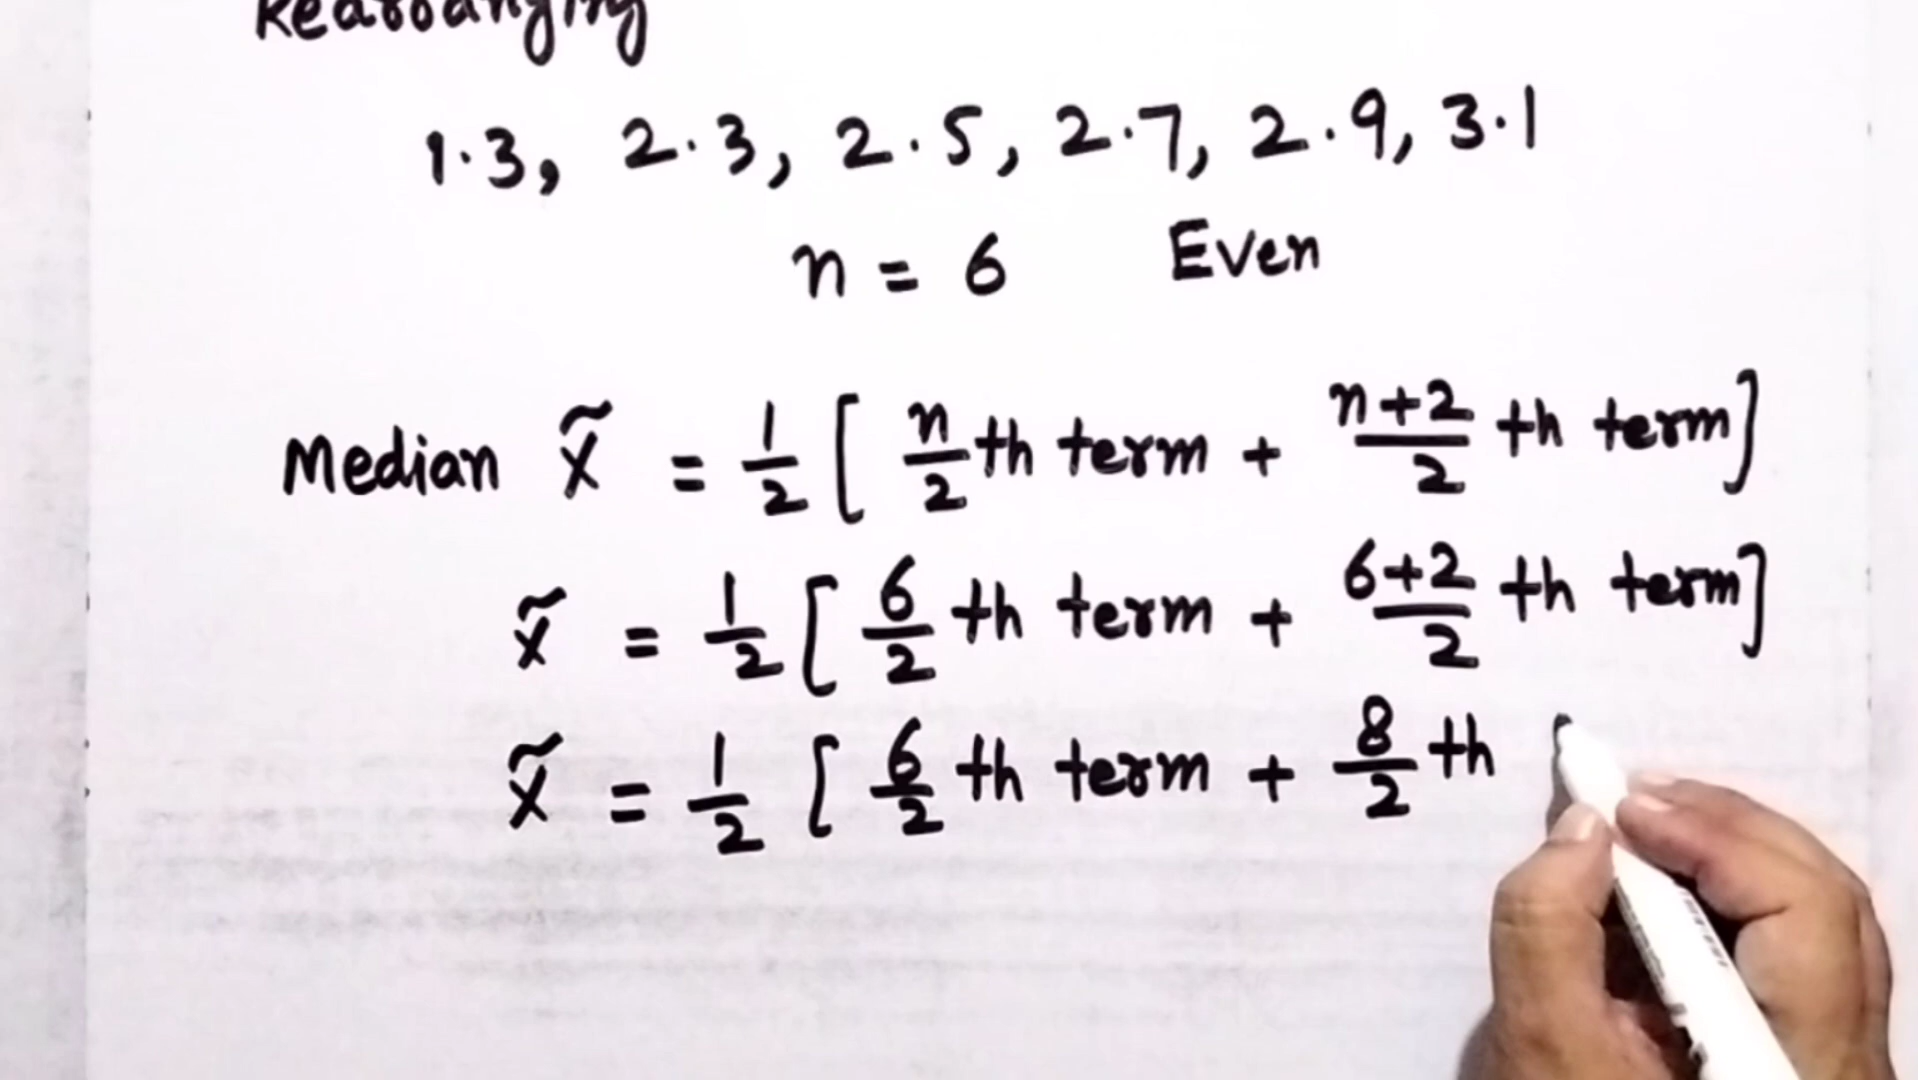 Rearranging
1.3, 2.3, 2.5, 2.7, 2.9, 3.1
n = 6 Even
Median x̃ = 1/2 [ n/2 th term + n+2/2 th term]
x̃ = 1/2 [ 6/2 th term + 6+2/2 th term]
x̃ = 1/2 [ 6/2 th term + 8/2 th